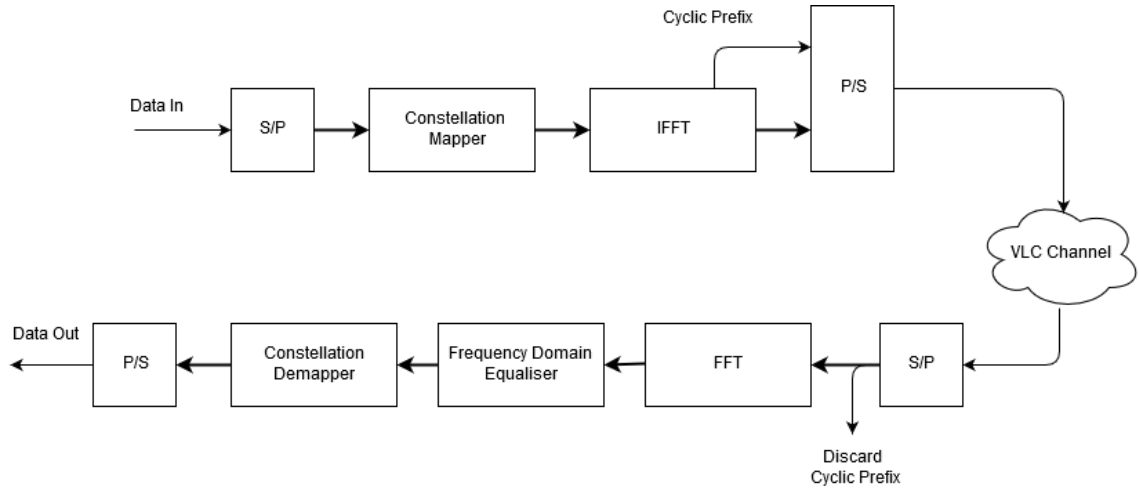 Cyclic Prefix
Data In
S/P
Constellation
Mapper
IFFT
P/S
VLC Channel
Data Out
P/S
Constellation
Demapper
Frequency Domain
Equaliser
FFT
S/P
Discard
Cyclic Prefix